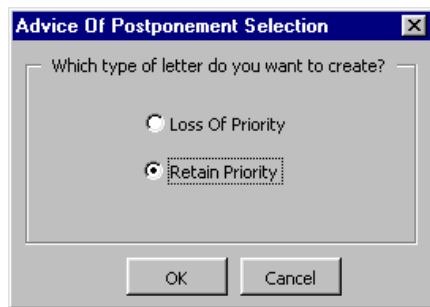 Advice Of Postponement Selection
Which type of letter do you want to create?
Loss Of Priority
Retain Priority
OK Cancel